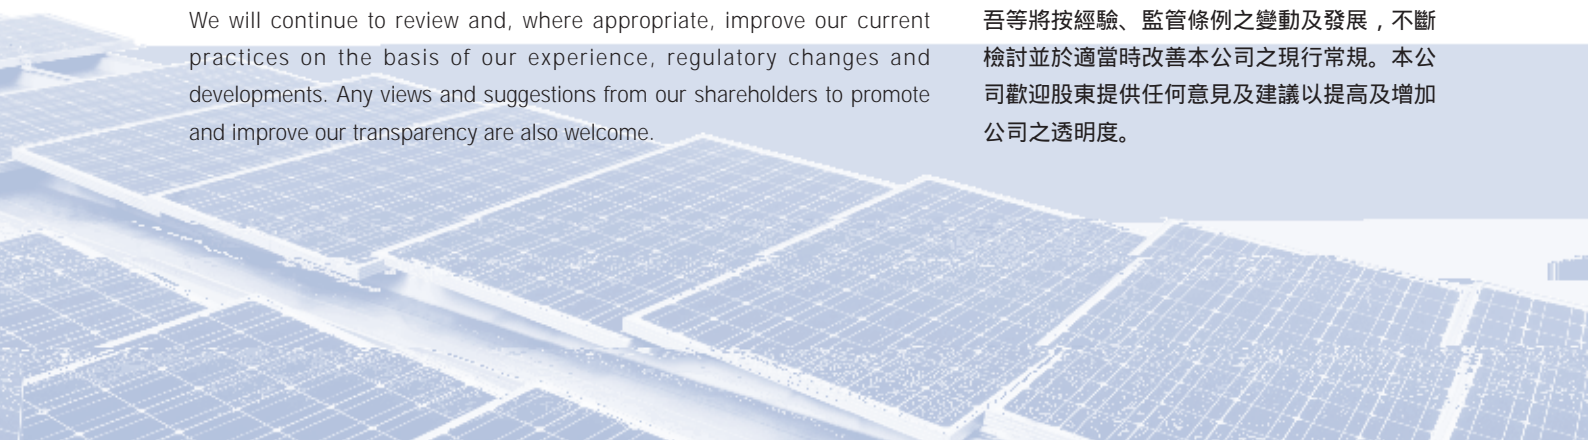 We will continue to review and, where appropriate, improve our current
practices on the basis of our experience, regulatory changes and
developments. Any views and suggestions from our shareholders to promote
and improve our transparency are also welcome.
吾等將按經驗、監管條例之變動及發展，不斷
檢討並於適當時改善本公司之現行常規。本公
司歡迎股東提供任何意見及建議以提高及增加
公司之透明度。